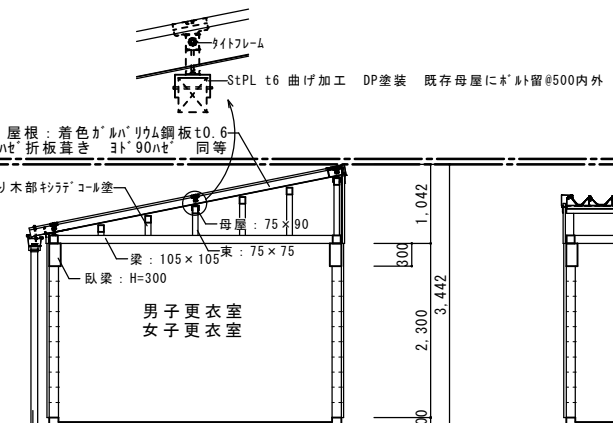 タイトフレーム
StPL t6 曲げ加工 DP塗装 既存母屋にボルト留@500内外
屋根：着色ガルバリウム鋼板t0.6
ハゼ折板葺き ヨド90ハゼ 同等
り木部キシラデコール塗
母屋：75×90
束：75×75
梁：105×105
臥梁：H=300
男子更衣室
女子更衣室
1,042
300
3,442
2,300